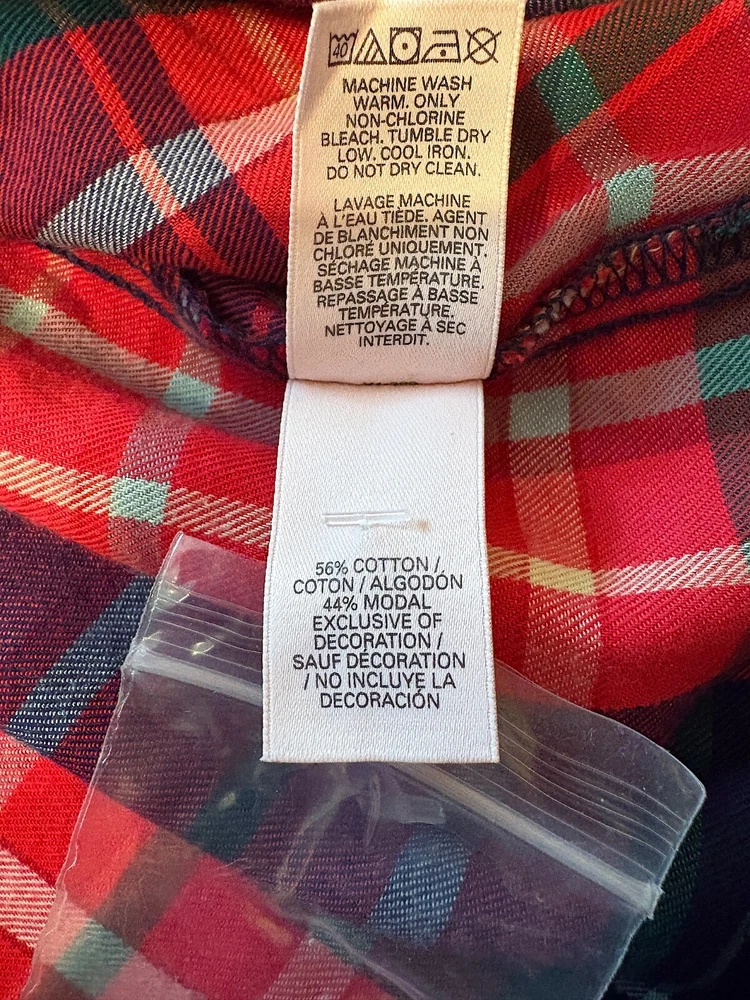 40
MACHINE WASH
WARM. ONLY
NON-CHLORINE
BLEACH. TUMBLE DRY
LOW. COOL IRON.
DO NOT DRY CLEAN.
LAVAGE MACHINE
À L'EAU TIÈDE. AGENT
DE BLANCHIMENT NON
CHLORÉ UNIQUEMENT.
SÉCHAGE MACHINE À
BASSE TEMPÉRATURE.
REPASSAGE À BASSE
TEMPÉRATURE.
NETTOYAGE À SEC
INTERDIT.
56% COTTON /
COTON / ALGODÓN
44% MODAL
EXCLUSIVE OF
DECORATION /
SAUF DÉCORATION
/ NO INCLUYE LA
DECORACIÓN